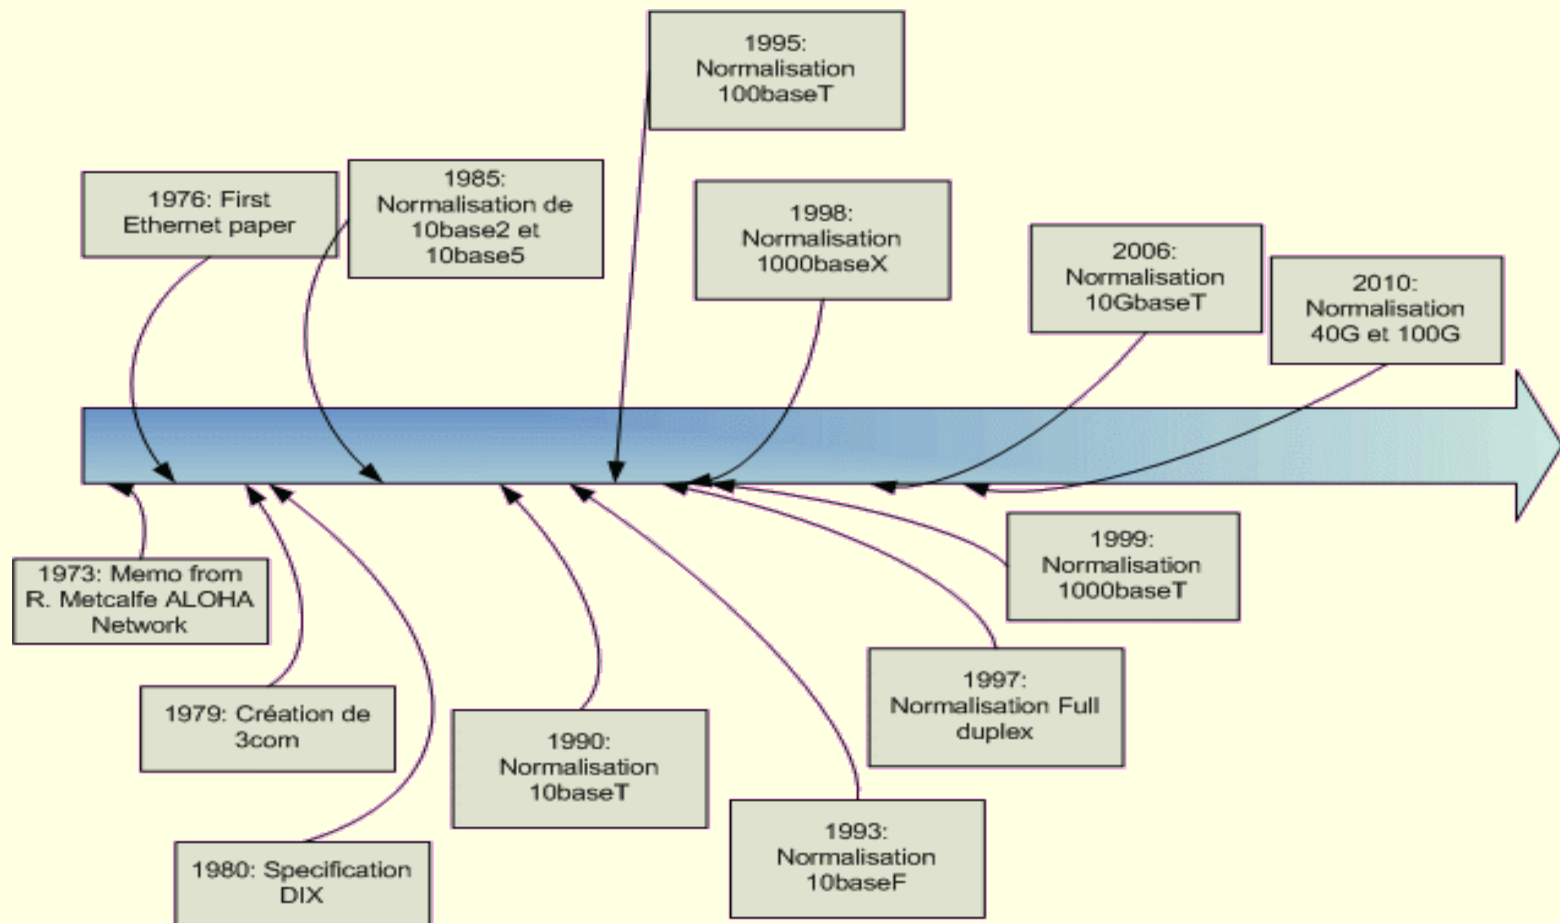 1995:
Normalisation
100baseT
1976: First
Ethernet paper
1985:
Normalisation de
10base2 et
10base5
1998:
Normalisation
1000baseX
2006:
Normalisation
10GbaseT
2010:
Normalisation
40G et 100G
1973: Memo from
R. Metcalfe ALOHA
Network
1999:
Normalisation
1000baseT
1979: Création de
3com
1990:
Normalisation
10baseT
1997:
Normalisation Full
duplex
1980: Specification
DIX
1993:
Normalisation
10baseF